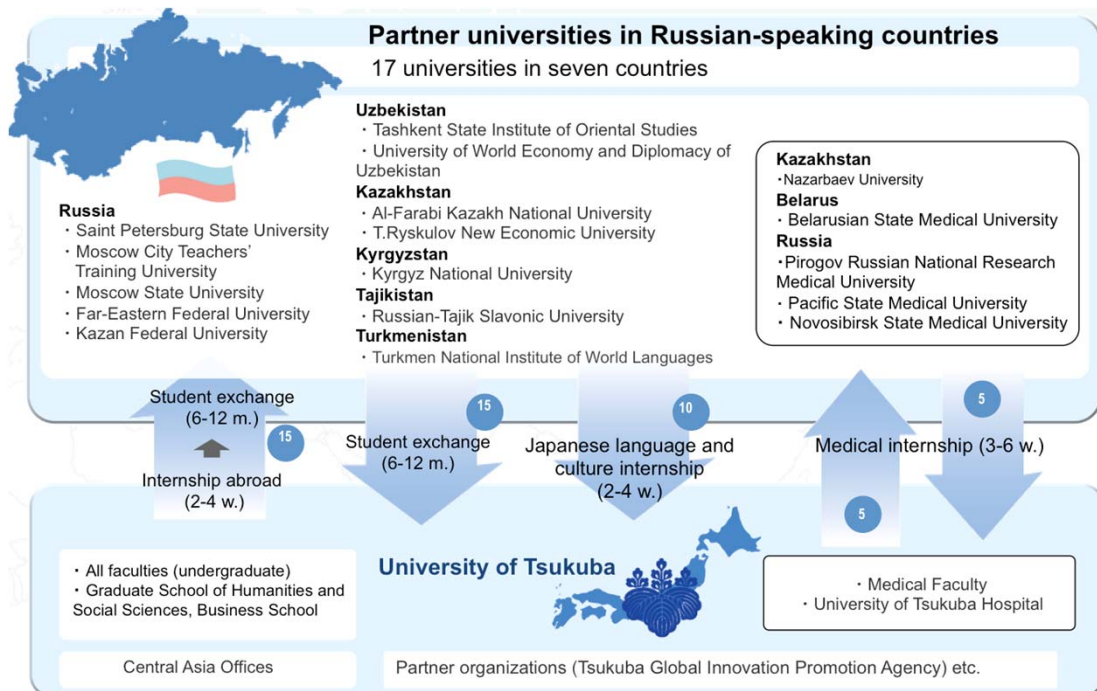 Partner universities in Russian-speaking countries
17 universities in seven countries
Russia
・Saint Petersburg State University
・Moscow City Teachers'
Training University
・Moscow State University
・Far-Eastern Federal University
・Kazan Federal University
Uzbekistan
・Tashkent State Institute of Oriental Studies
・University of World Economy and Diplomacy of
Uzbekistan
Kazakhstan
・Al-Farabi Kazakh National University
・T.Ryskulov New Economic University
Kyrgyzstan
・Kyrgyz National University
Tajikistan
・Russian-Tajik Slavonic University
Turkmenistan
・Turkmen National Institute of World Languages
Kazakhstan
・Nazarbaev University
Belarus
・Belarusian State Medical University
Russia
・Pirogov Russian National Research
Medical University
・Pacific State Medical University
・Novosibirsk State Medical University
Student exchange
(6-12 m.)
15
Internship abroad
(2-4 w.)
15
Student exchange
(6-12 m.)
10
Japanese language and
culture internship
(2-4 w.)
5
Medical internship (3-6 w.)
5
・All faculties (undergraduate)
・Graduate School of Humanities and
Social Sciences, Business School
University of Tsukuba
・Medical Faculty
・University of Tsukuba Hospital
Central Asia Offices
Partner organizations (Tsukuba Global Innovation Promotion Agency) etc.